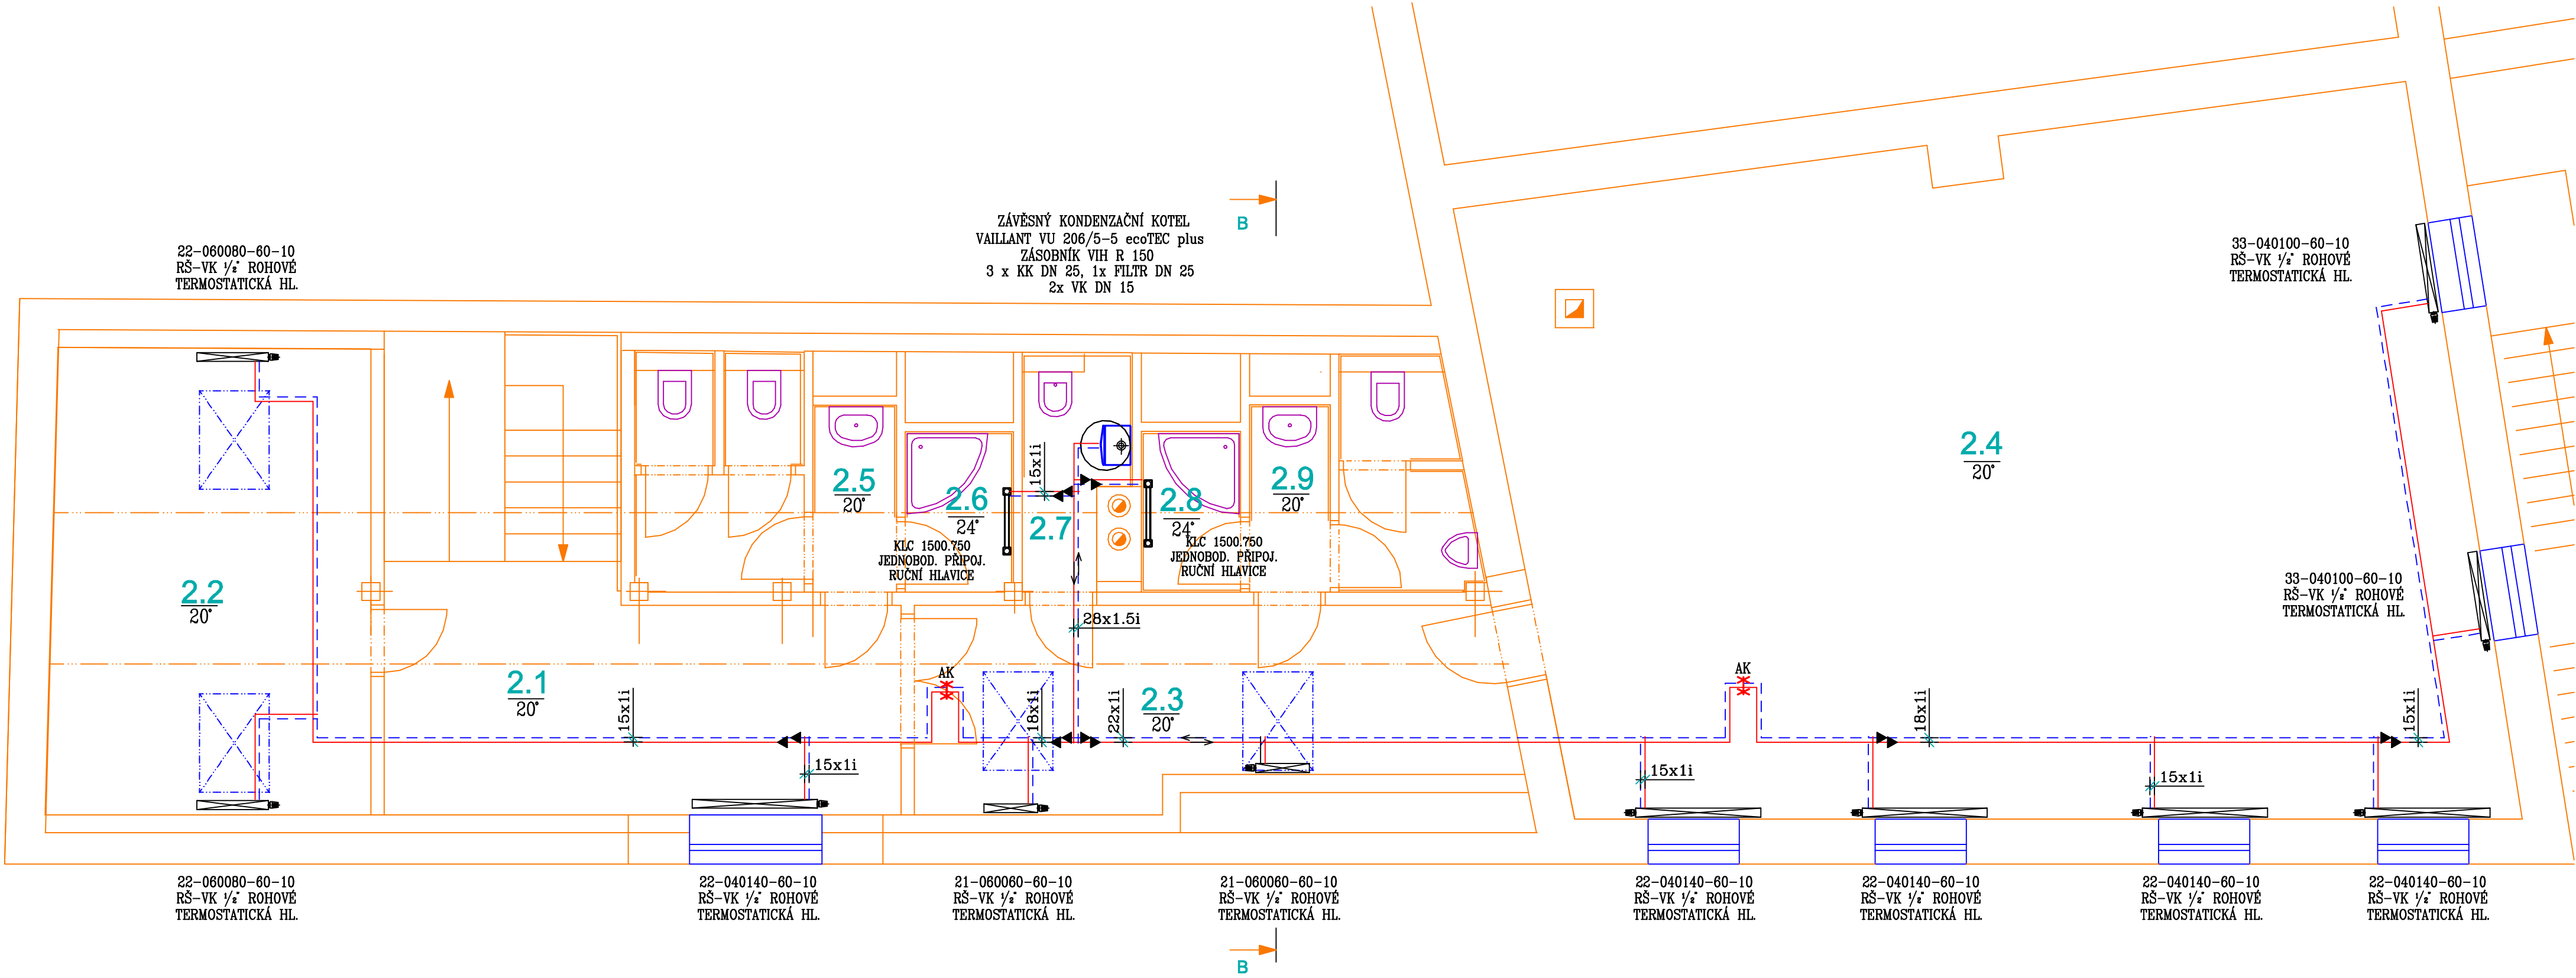 B
ZÁVĚSNÝ KONDENZAČNÍ KOTEL
VAILLANT VU 206/5-5 ecoTEC plus
ZÁSOBNÍK VIH R 150
3 x KK DN 25, 1x FILTR DN 25
2x VK DN 15
22-060080-60-10
RŠ-VK 1/2" ROHOVÉ
TERMOSTATICKÁ HL.
33-040100-60-10
RŠ-VK 1/2" ROHOVÉ
TERMOSTATICKÁ HL.
2.4
20°
15x1i
2.5
20°
2.6
24°
2.7
2.8
24°
2.9
20°
KLC 1500.750
JEDNOBOD. PŘIPOJ.
RUČNÍ HLAVICE
KLC 1500.750
JEDNOBOD. PŘIPOJ.
RUČNÍ HLAVICE
33-040100-60-10
RŠ-VK 1/2" ROHOVÉ
TERMOSTATICKÁ HL.
2.2
20°
28x1.5i
2.1
20°
15x1i
AK
18x1i
22x1i
2.3
20°
AK
18x1i
15x1i
15x1i
15x1i
15x1i
22-060080-60-10
RŠ-VK 1/2" ROHOVÉ
TERMOSTATICKÁ HL.
22-040140-60-10
RŠ-VK 1/2" ROHOVÉ
TERMOSTATICKÁ HL.
21-060060-60-10
RŠ-VK 1/2" ROHOVÉ
TERMOSTATICKÁ HL.
21-060060-60-10
RŠ-VK 1/2" ROHOVÉ
TERMOSTATICKÁ HL.
22-040140-60-10
RŠ-VK 1/2" ROHOVÉ
TERMOSTATICKÁ HL.
22-040140-60-10
RŠ-VK 1/2" ROHOVÉ
TERMOSTATICKÁ HL.
22-040140-60-10
RŠ-VK 1/2" ROHOVÉ
TERMOSTATICKÁ HL.
22-040140-60-10
RŠ-VK 1/2" ROHOVÉ
TERMOSTATICKÁ HL.
B